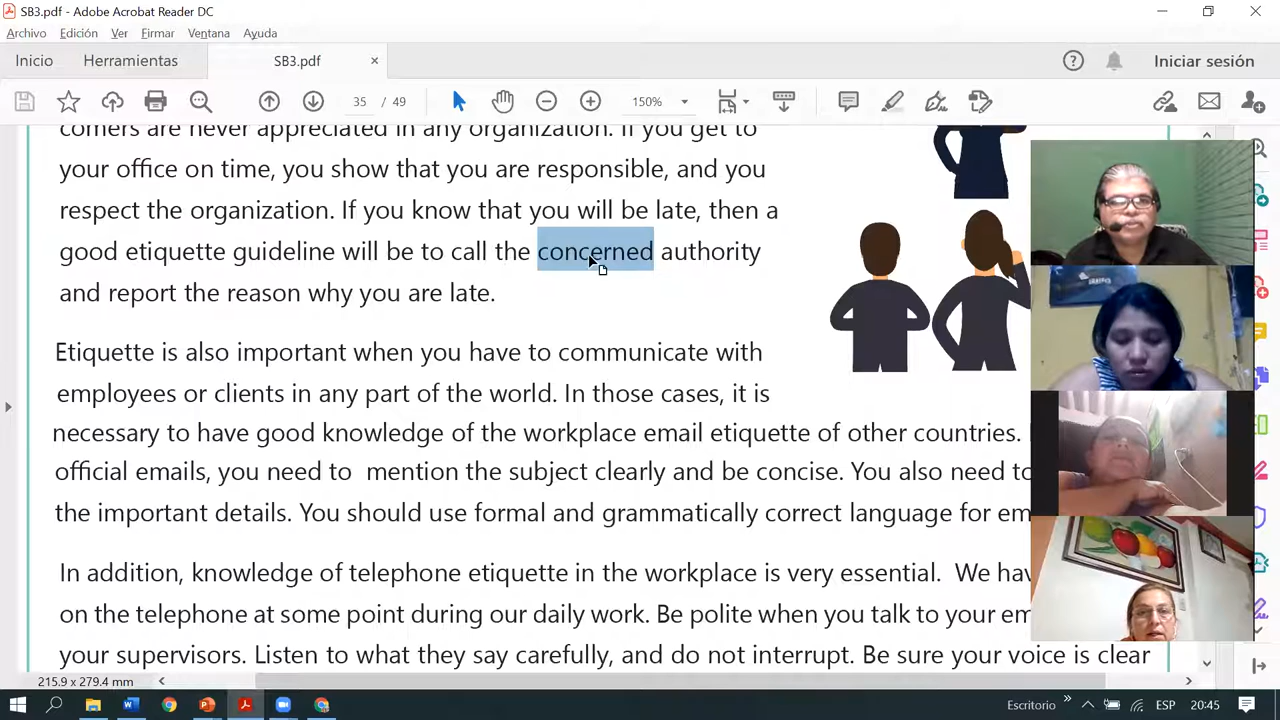 SB3.pdf - Adobe Acrobat Reader DC
Archivo Edición Ver Firmar Ventana Ayuda
Inicio Herramientas SB3.pdf × Iniciar sesión
35 / 49 150%
comers are never appreciated in any organization. If you get to
your office on time, you show that you are responsible, and you
respect the organization. If you know that you will be late, then a
good etiquette guideline will be to call the concerned authority
and report the reason why you are late.
Etiquette is also important when you have to communicate with
employees or clients in any part of the world. In those cases, it is
necessary to have good knowledge of the workplace email etiquette of other countries.
official emails, you need to mention the subject clearly and be concise. You also need to
the important details. You should use formal and grammatically correct language for em
In addition, knowledge of telephone etiquette in the workplace is very essential. We hav
on the telephone at some point during our daily work. Be polite when you talk to your em
your supervisors. Listen to what they say carefully, and do not interrupt. Be sure your voice is clear
215.9 x 279.4 mm
Escritorio » ESP 20:45